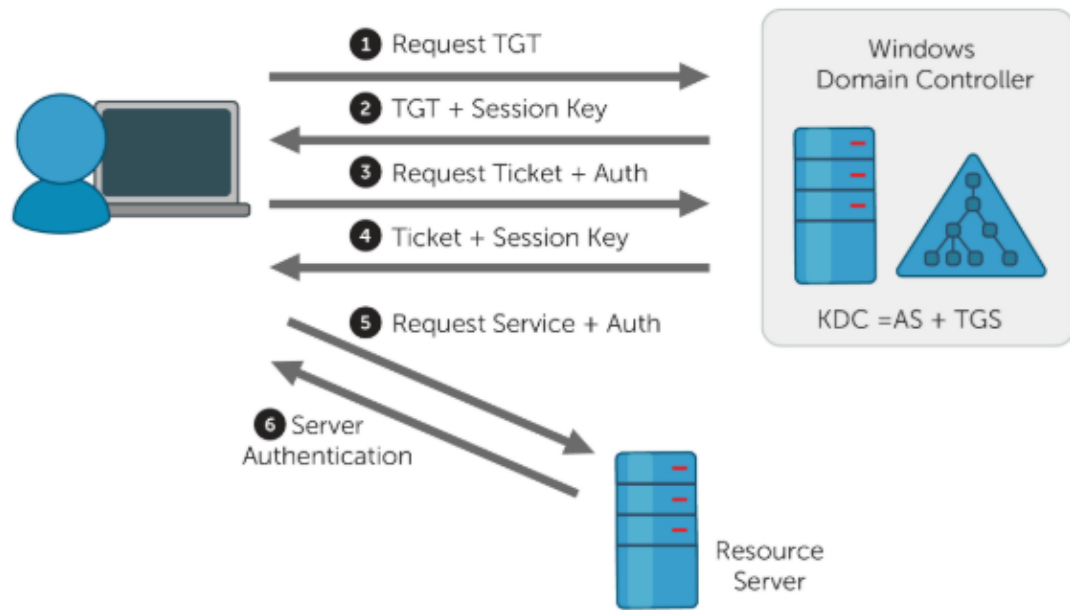 1 Request TGT
2 TGT + Session Key
3 Request Ticket + Auth
4 Ticket + Session Key
5 Request Service + Auth
6 Server
Authentication
Windows
Domain Controller
KDC =AS + TGS
Resource
Server